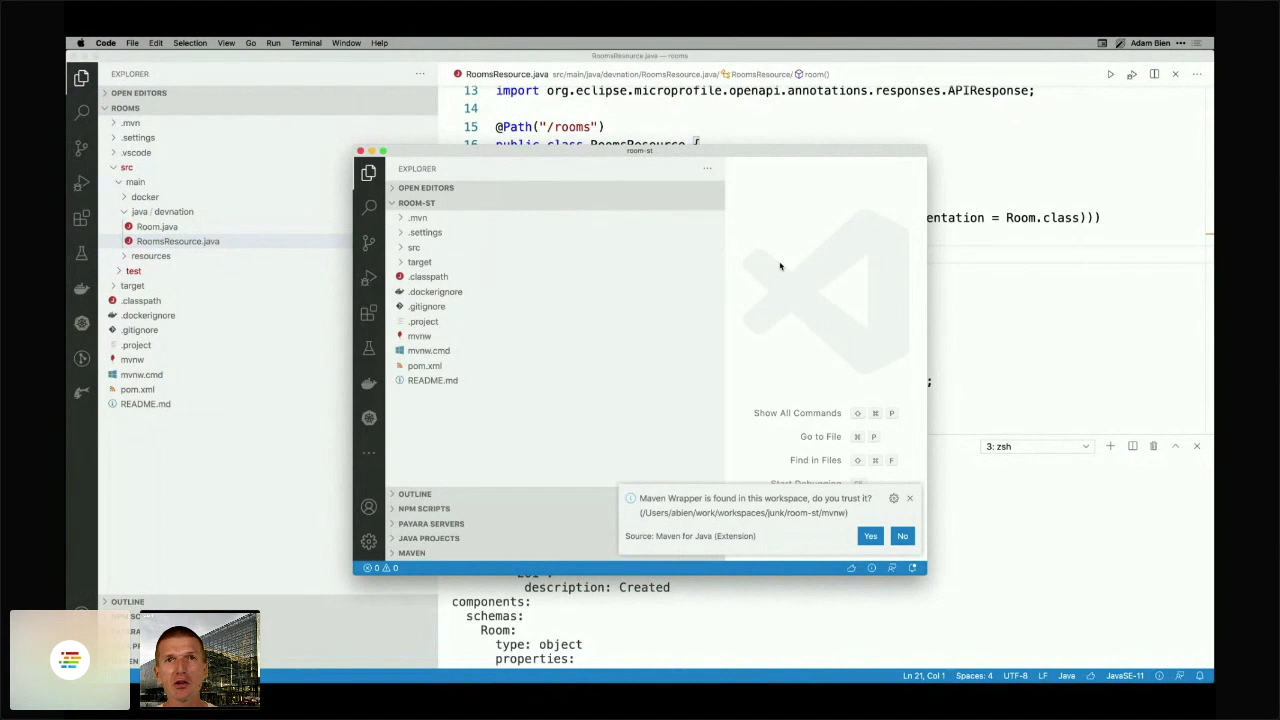 Code File Edit Selection View Go Run Terminal Window Help Adam Bien
RoomsResource.java — rooms
EXPLORER
OPEN EDITORS
ROOMS
.mvn
.settings
.vscode
src
main
docker
java / devnation
Room.java
RoomsResource.java
resources
test
target
.classpath
.dockerignore
.gitignore
.project
mvnw
mvnw.cmd
pom.xml
README.md
OUTLINE
NPM SC
RoomsResource.java src/main/java/devnation/RoomsResource.java/ RoomsResource/ room()
13 import org.eclipse.microprofile.openapi.annotations.responses.APIResponse;
14
15 @Path("/rooms")
16 public class RoomsResource {
entation = Room.class)))
;
room-st
EXPLORER
OPEN EDITORS
ROOM-ST
.mvn
.settings
src
target
.classpath
.dockerignore
.gitignore
.project
mvnw
mvnw.cmd
pom.xml
README.md
OUTLINE
NPM SCRIPTS
PAYARA SERVERS
JAVA PROJECTS
MAVEN
Show All Commands ⇧ ⌘ P
Go to File ⌘ P
Find in Files ⇧ ⌘ F
Start Debugging
Maven Wrapper is found in this workspace, do you trust it?
(/Users/abien/work/workspaces/junk/room-st/mvnw)
Source: Maven for Java (Extension)
Yes No
0 0
3: zsh
description: Created
components:
schemas:
Room:
type: object
properties:
Ln 21, Col 1 Spaces: 4 UTF-8 LF Java JavaSE-11